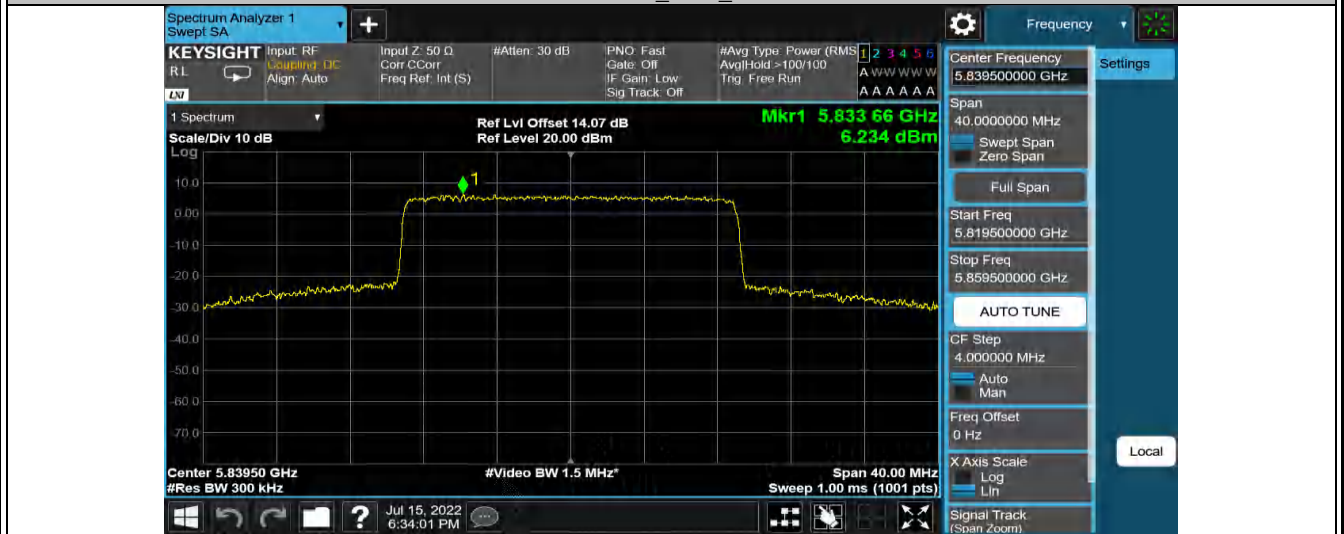 Spectrum Analyzer 1
Swept SA
+
Frequency
KEYSIGHT
RL
LXI
Input: RF
Coupling: DC
Align: Auto
Input Z: 50 Ω
Corr CCorr
Freq Ref: Int (S)
#Atten: 30 dB
PNO: Fast
Gate: Off
IF Gain: Low
Sig Track: Off
#Avg Type: Power (RMS
Avg|Hold >100/100
Trig: Free Run
1 2 3 4 5 6
A W W W W W
A A A A A A
1 Spectrum
Scale/Div 10 dB
Ref Lvl Offset 14.07 dB
Ref Level 20.00 dBm
Mkr1 5.833 66 GHz
6.234 dBm
Log
10.0
0.00
-10.0
-20.0
-30.0
-40.0
-50.0
-60.0
-70.0
1
Center 5.83950 GHz
#Res BW 300 kHz
#Video BW 1.5 MHz*
Span 40.00 MHz
Sweep 1.00 ms (1001 pts)
?
Jul 15, 2022
6:34:01 PM
Center Frequency
5.839500000 GHz
Span
40.0000000 MHz
Swept Span
Zero Span
Full Span
Start Freq
5.819500000 GHz
Stop Freq
5.859500000 GHz
AUTO TUNE
CF Step
4.000000 MHz
Auto
Man
Freq Offset
0 Hz
X Axis Scale
Log
Lin
Signal Track
(Span Zoom)
Settings
Local